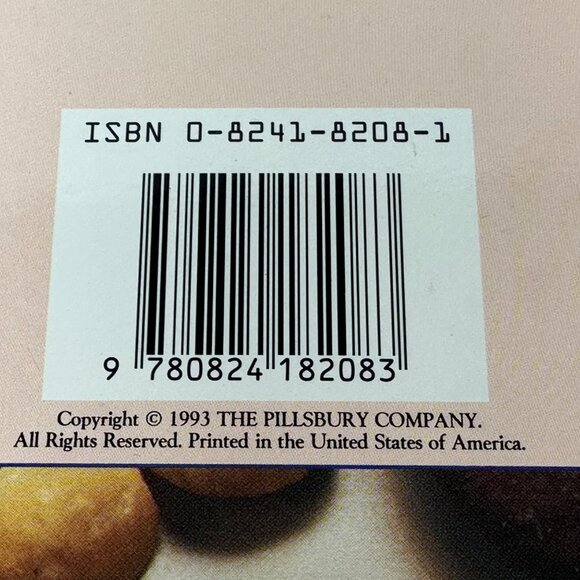 ISBN 0-8241-8208-1
9 780824 182083
Copyright © 1993 THE PILLSBURY COMPANY.
All Rights Reserved. Printed in the United States of America.